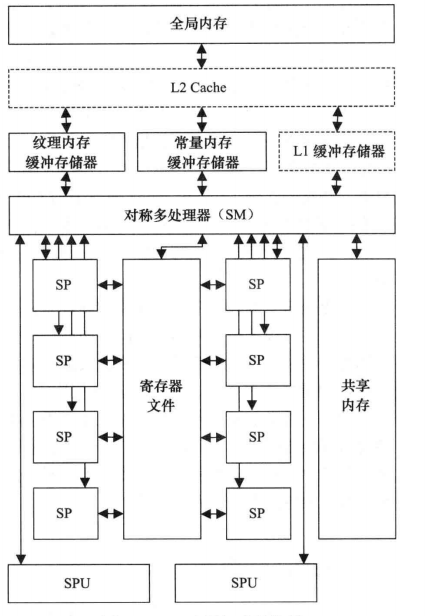 全局内存
L2 Cache
纹理内存
缓冲存储器
常量内存
缓冲存储器
L1 缓冲存储器
对称多处理器（SM）
SP
SP
SP
SP
寄存器
文件
SP
SP
SP
SP
共享
内存
SPU
SPU